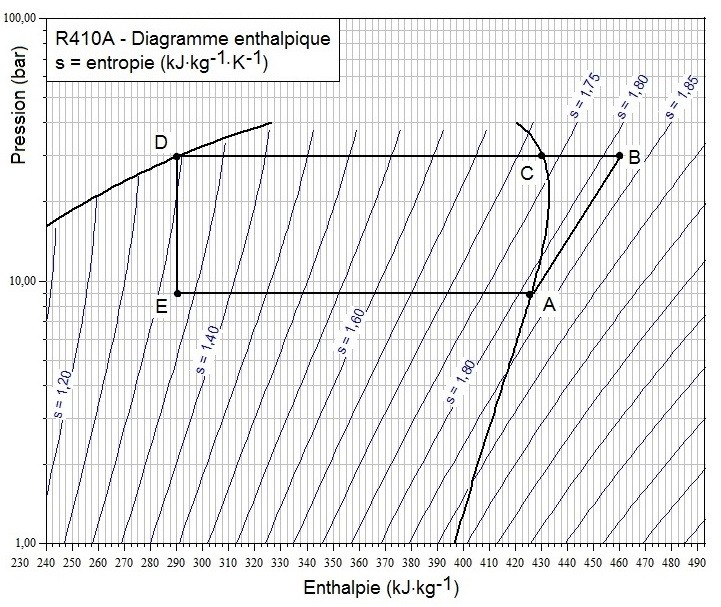 R410A - Diagramme enthalpique
s = entropie (kJ·kg⁻¹·K⁻¹)
Pression (bar)
100,00
10,00
1,00
s = 1,75
s = 1,80
s = 1,85
D
C
B
E
A
s = 1,20
s = 1,40
s = 1,60
s = 1,80
230 240 250 260 270 280 290 300 310 320 330 340 350 360 370 380 390 400 410 420 430 440 450 460 470 480 490
Enthalpie (kJ·kg⁻¹)